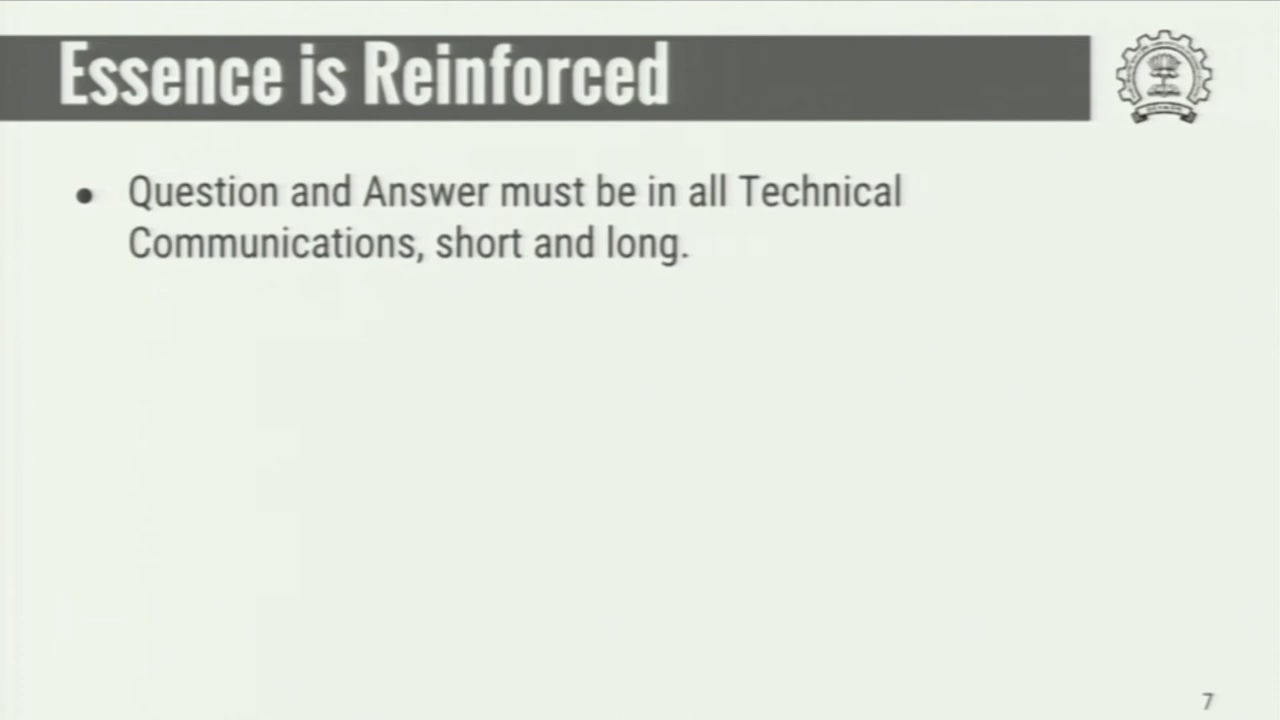 Essence is Reinforced
● Question and Answer must be in all Technical
Communications, short and long.
7